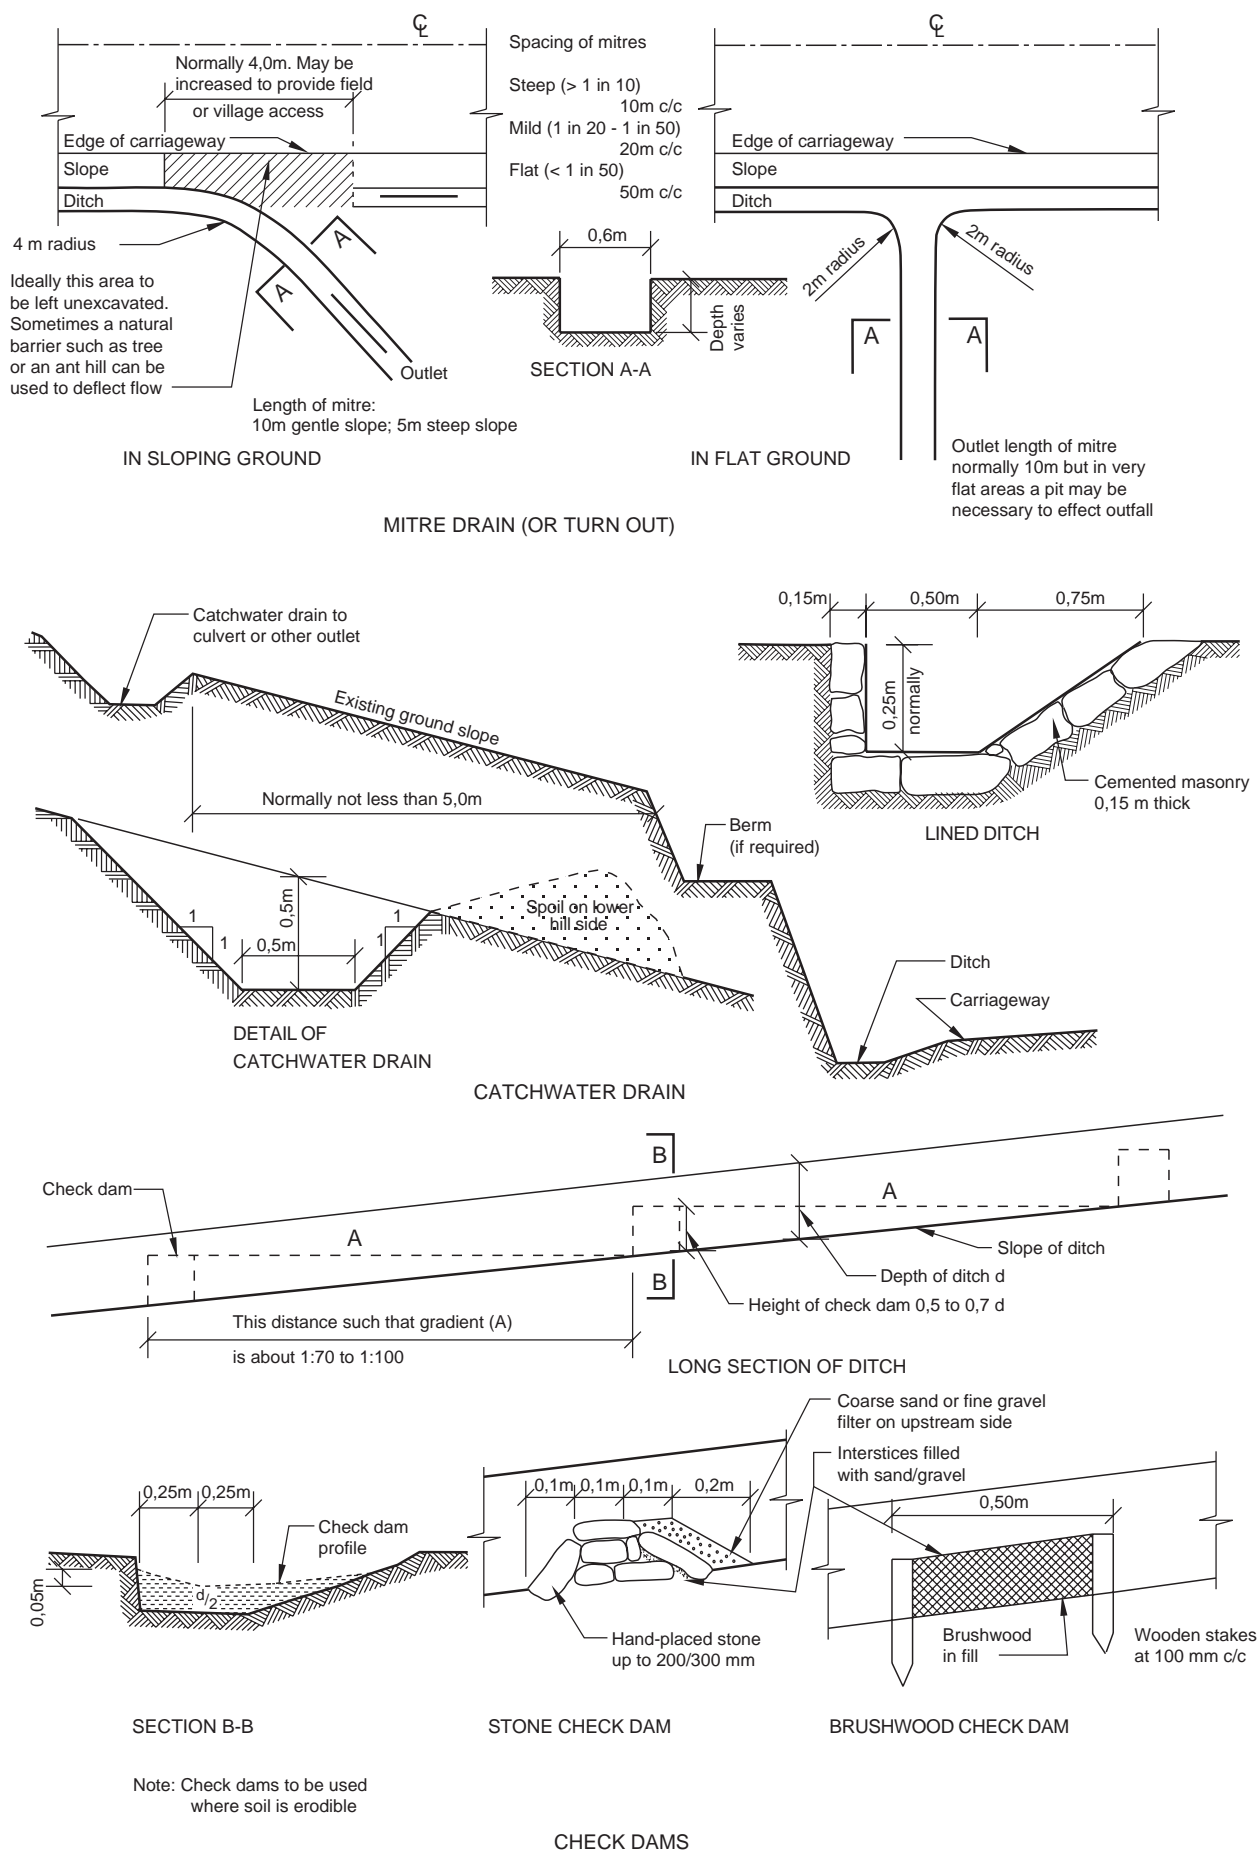 ℄
Normally 4,0m. May be
increased to provide field
or village access
Edge of carriageway
Slope
Ditch
4 m radius
Ideally this area to
be left unexcavated.
Sometimes a natural
barrier such as tree
or an ant hill can be
used to deflect flow
A
A
Outlet
Length of mitre:
10m gentle slope; 5m steep slope
IN SLOPING GROUND
Spacing of mitres
Steep (> 1 in 10)
10m c/c
Mild (1 in 20 - 1 in 50)
20m c/c
Flat (< 1 in 50)
50m c/c
0,6m
Depth
varies
SECTION A-A
℄
Edge of carriageway
Slope
Ditch
2m radius
2m radius
A
A
IN FLAT GROUND
Outlet length of mitre
normally 10m but in very
flat areas a pit may be
necessary to effect outfall
MITRE DRAIN (OR TURN OUT)
Catchwater drain to
culvert or other outlet
Existing ground slope
Normally not less than 5,0m
Berm
(if required)
0,5m
1
1
0,5m
1
1
Spoil on lower
hill side
Ditch
Carriageway
DETAIL OF
CATCHWATER DRAIN
CATCHWATER DRAIN
0,15m
0,50m
0,75m
0,25m
normally
Cemented masonry
0,15 m thick
LINED DITCH
B
Check dam
A
A
B
Slope of ditch
Depth of ditch d
Height of check dam 0,5 to 0,7 d
This distance such that gradient (A)
is about 1:70 to 1:100
LONG SECTION OF DITCH
0,25m
0,25m
Check dam
profile
0,05m
d/2
SECTION B-B
Coarse sand or fine gravel
filter on upstream side
Interstices filled
with sand/gravel
0,1m
0,1m
0,1m
0,2m
Hand-placed stone
up to 200/300 mm
STONE CHECK DAM
0,50m
Brushwood
in fill
Wooden stakes
at 100 mm c/c
BRUSHWOOD CHECK DAM
Note: Check dams to be used
where soil is erodible
CHECK DAMS